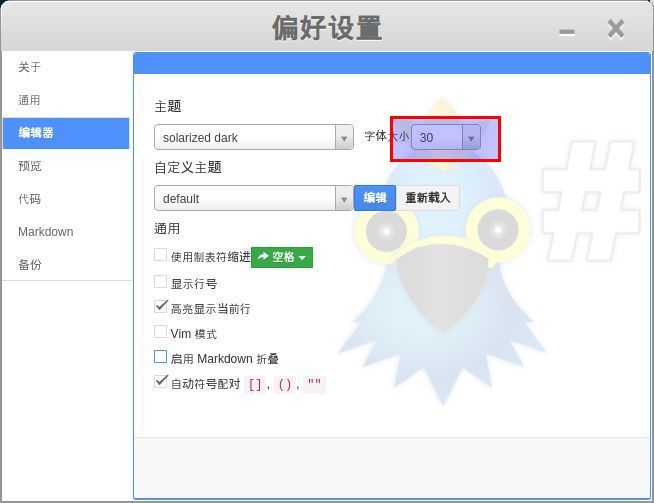 偏好设置
关于
通用
编辑器
预览
代码
Markdown
备份
主题
solarized dark 字体大小 30
自定义主题
default 编辑 重新载入
通用
使用制表符缩进 空格
显示行号
高亮显示当前行
Vim 模式
启用 Markdown 折叠
自动符号配对 [], (), ""
#